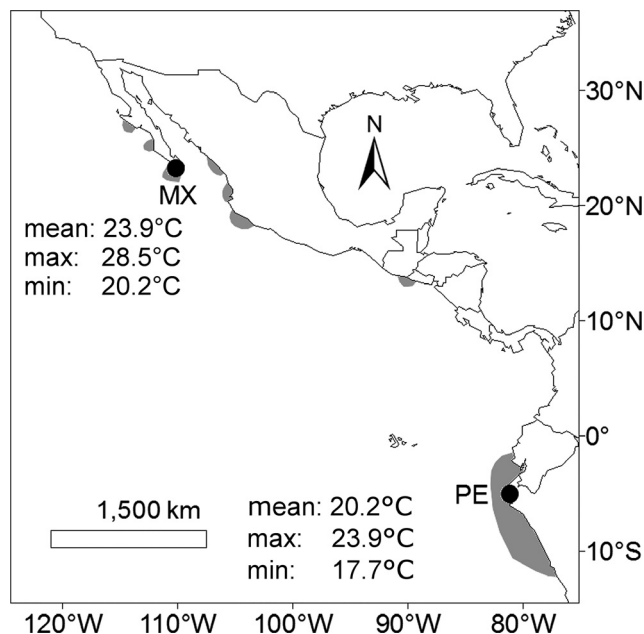 N
30°N
MX
20°N
mean: 23.9°C
max: 28.5°C
min: 20.2°C
10°N
0°
PE
1,500 km
mean: 20.2°C
max: 23.9°C
min: 17.7°C
10°S
120°W 110°W 100°W 90°W 80°W